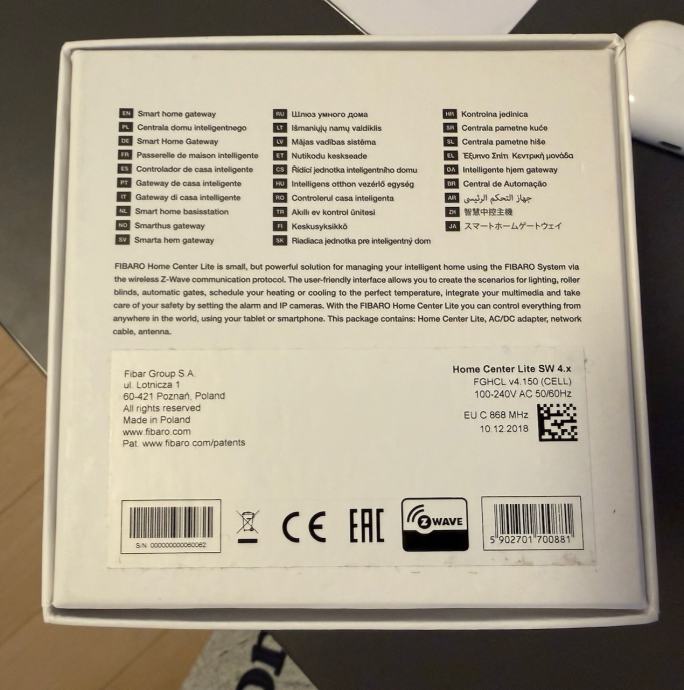 EN Smart home gateway
PL Centrala domu inteligentnego
DE Smart Home Gateway
FR Passerelle de maison intelligente
ES Controlador de casa inteligente
PT Gateway de casa inteligente
IT Gateway di casa intelligente
NL Smart home basisstation
NO Smarthus gateway
SV Smarta hem gateway
RU Шлюз умного дома
LT Išmaniųjų namų valdiklis
LV Mājas vadības sistēma
ET Nutikodu keskseade
CS Řídicí jednotka inteligentního domu
HU Intelligens otthon vezérlő egység
RO Controlerul casa inteligenta
TR Akıllı ev kontrol ünitesi
FI Keskusyksikkö
SK Riadiaca jednotka pre inteligentný dom
HR Kontrolna jedinica
SR Centrala pametne kuće
SL Centrala pametne hiše
EL Έξυπνο Σπίτι Κεντρική μονάδα
DA Intelligente hjem gateway
BR Central de Automação
AR جهاز التحكم الرئيسى
ZH 智慧中控主機
JA スマートホームゲートウェイ
FIBARO Home Center Lite is small, but powerful solution for managing your intelligent home using the FIBARO System via
the wireless Z-Wave communication protocol. The user-friendly interface allows you to create the scenarios for lighting, roller
blinds, automatic gates, schedule your heating or cooling to the perfect temperature, integrate your multimedia and take
care of your safety by setting the alarm and IP cameras. With the FIBARO Home Center Lite you can control everything from
anywhere in the world, using your tablet or smartphone. This package contains: Home Center Lite, AC/DC adapter, network
cable, antenna.
Fibar Group S.A.
ul. Lotnicza 1
60-421 Poznań, Poland
All rights reserved
Made in Poland
www.fibaro.com
Pat. www.fibaro.com/patents
Home Center Lite SW 4.x
FGHCL v4.150 (CELL)
100-240V AC 50/60Hz
EU C 868 MHz
10.12.2018
S/N: 000000000060062
CE
EAC
Z WAVE
5 902701 700881